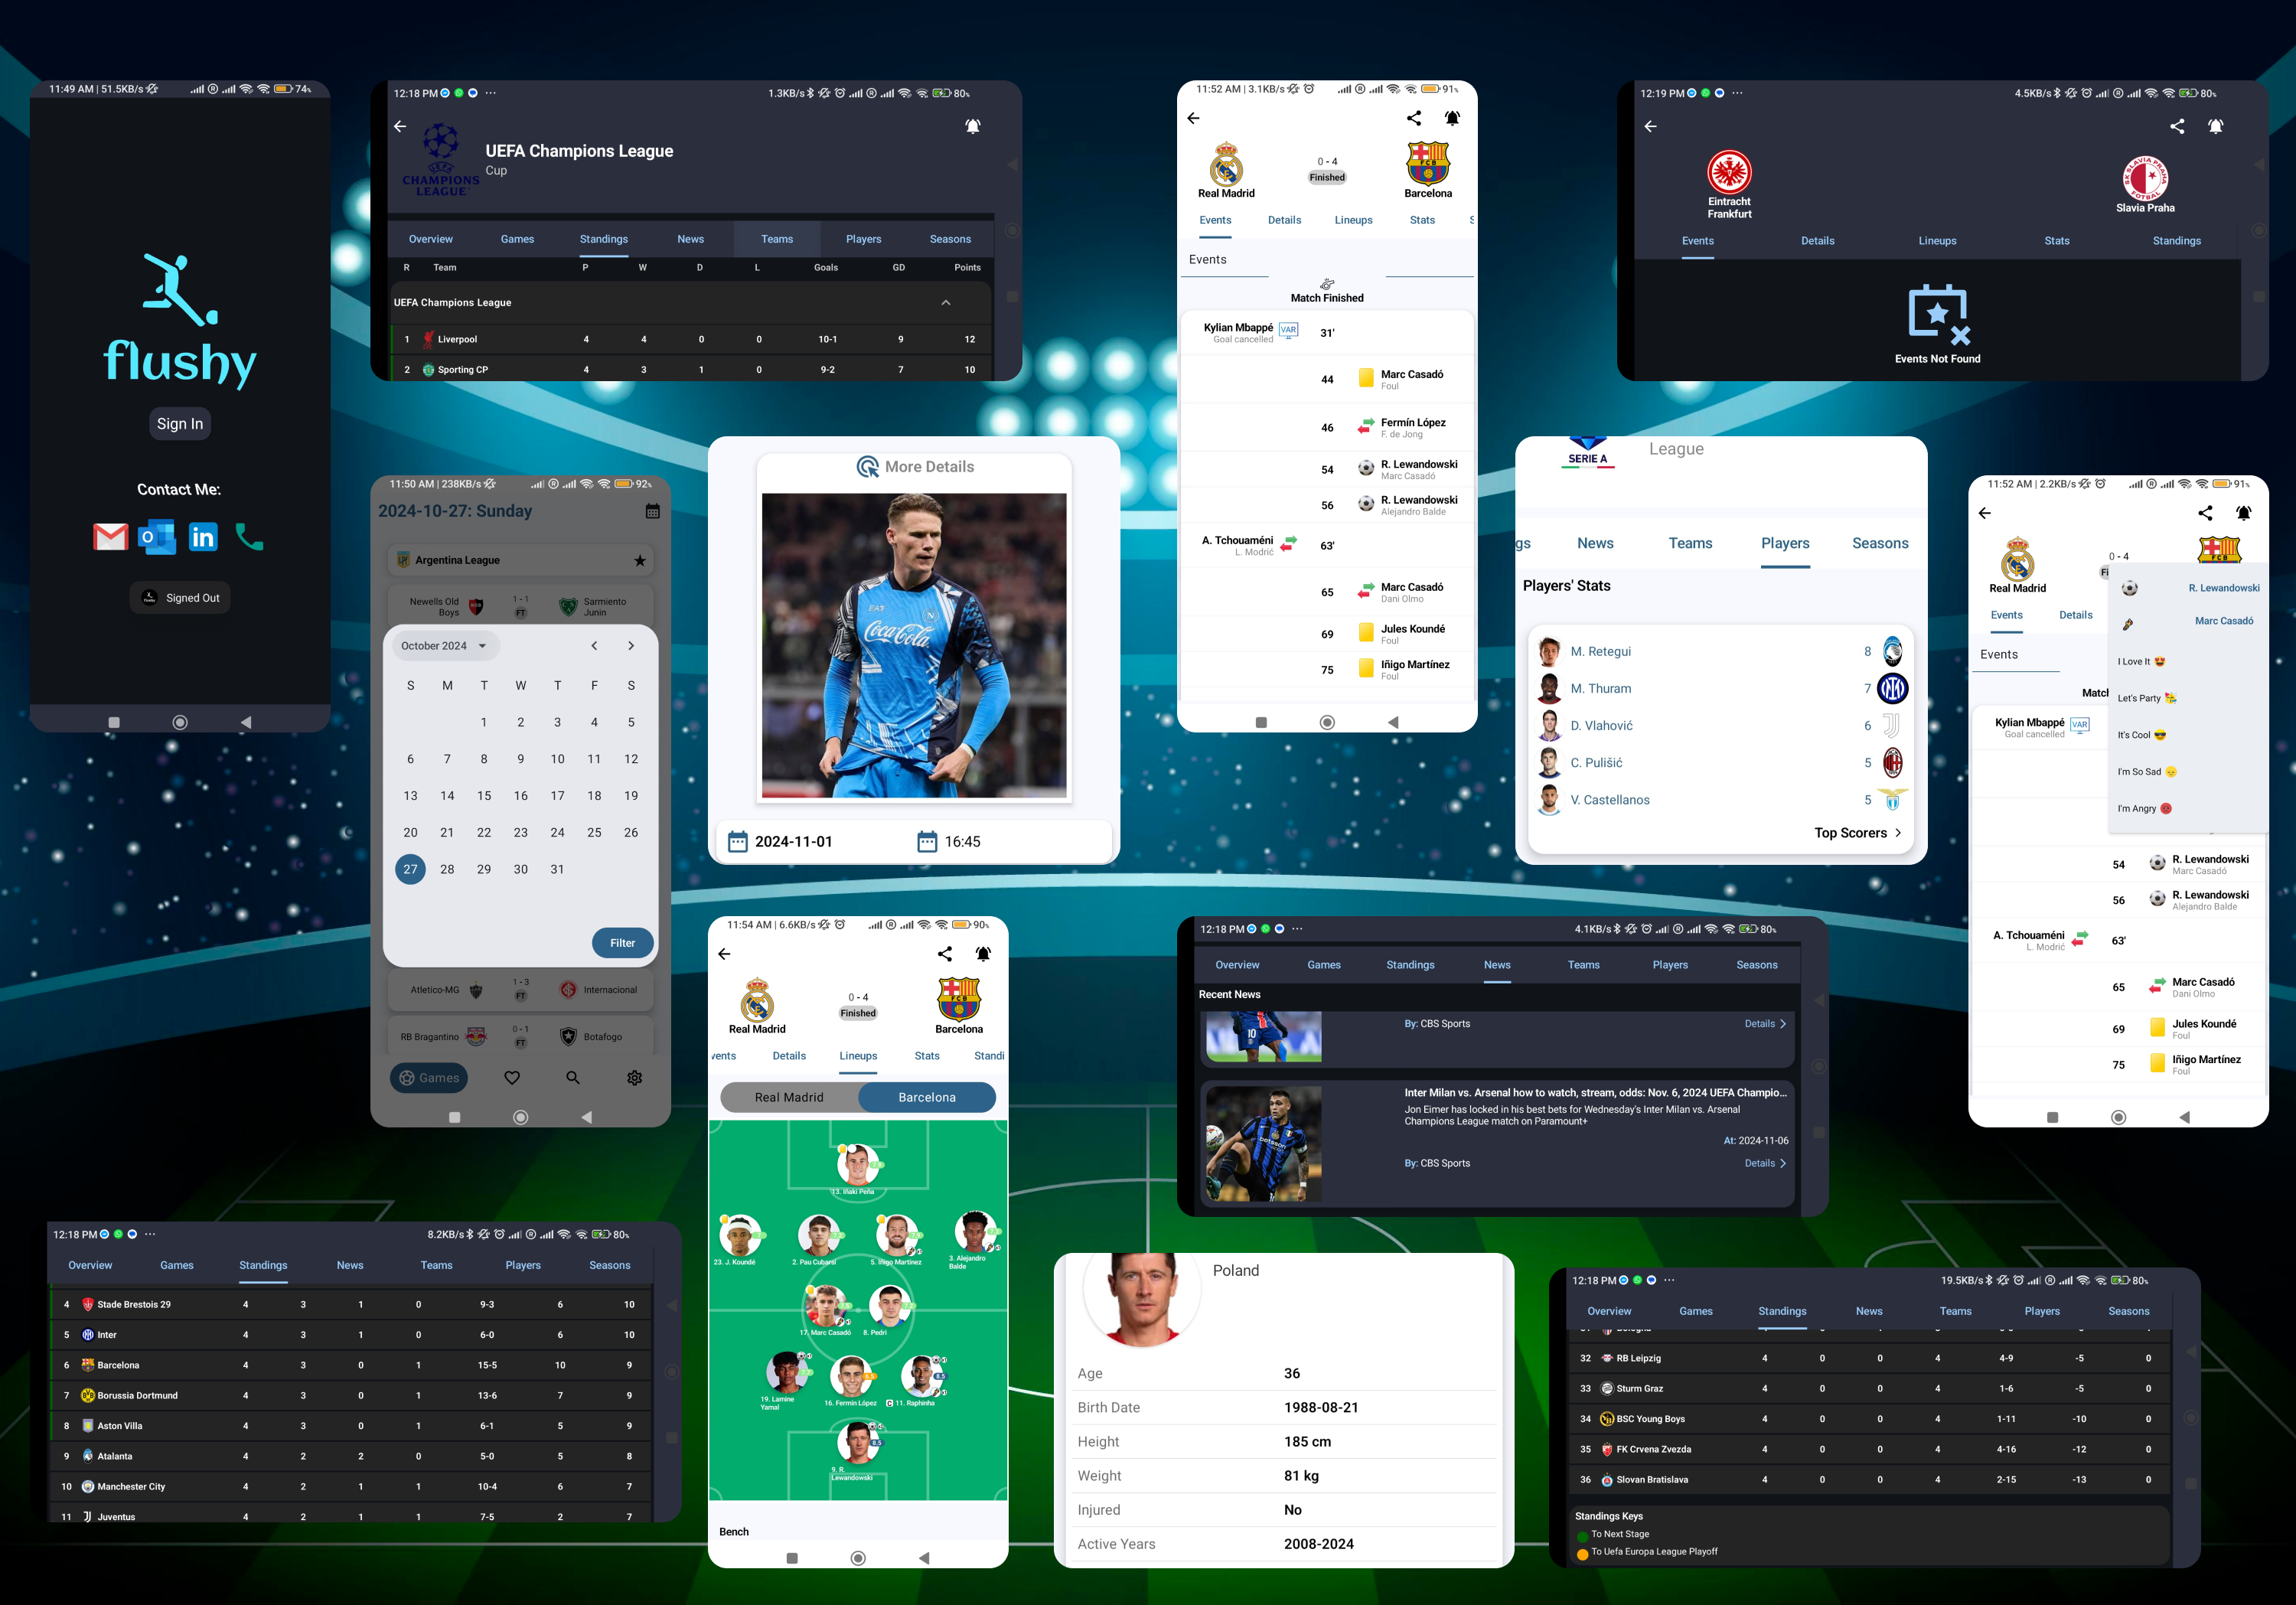 11:49 AM | 51.5KB/s
74%
flushy
Sign In
Contact Me:
Signed Out
12:18 PM ...
1.3KB/s 80%
CHAMPIONS
LEAGUE
UEFA Champions League
Cup
Overview Games Standings News Teams Players Seasons
R Team P W D L Goals GD Points
UEFA Champions League
1 Liverpool 4 4 0 0 10-1 9 12
2 Sporting CP 4 3 1 0 9-2 7 10
11:52 AM | 3.1KB/s 91%
Real Madrid
0 - 4
Finished
FCB
Barcelona
Events Details Lineups Stats S
Events
Match Finished
Kylian Mbappé VAR 31'
Goal cancelled
44 Marc Casadó
Foul
46 Fermín López
F. de Jong
54 R. Lewandowski
Marc Casadó
56 R. Lewandowski
Alejandro Balde
A. Tchouaméni 63'
L. Modrić
65 Marc Casadó
Dani Olmo
69 Jules Koundé
Foul
75 Iñigo Martínez
Foul
12:19 PM ...
4.5KB/s 80%
Eintracht
Frankfurt
SK SLAVIA PRAHA
FOTBAL
Slavia Praha
Events Details Lineups Stats Standings
Events Not Found
11:50 AM | 238KB/s 92%
2024-10-27: Sunday
Argentina League
Newells Old
Boys
1 - 1
FT
Sarmiento
Junin
October 2024
S M T W T F S
1 2 3 4 5
6 7 8 9 10 11 12
13 14 15 16 17 18 19
20 21 22 23 24 25 26
27 28 29 30 31
Filter
Atletico-MG 1 - 3 Internacional
FT
RB Bragantino 0 - 1 Botafogo
FT
Games
More Details
EA7
Coca-Cola
2024-11-01 16:45
SERIE A
League
gs News Teams Players Seasons
Players' Stats
M. Retegui 8
M. Thuram 7
D. Vlahović 6
C. Pulišić 5
V. Castellanos 5
Top Scorers
11:52 AM | 2.2KB/s 91%
Real Madrid
0 - 4
Fi
FCB
Events Details
Events
Match
Kylian Mbappé VAR
Goal cancelled
R. Lewandowski
Marc Casadó
I Love It 😍
Let's Party 🥳
It's Cool 😎
I'm So Sad 😞
I'm Angry 😡
54 R. Lewandowski
Marc Casadó
56 R. Lewandowski
Alejandro Balde
A. Tchouaméni 63'
L. Modrić
65 Marc Casadó
Dani Olmo
69 Jules Koundé
Foul
75 Iñigo Martínez
Foul
11:54 AM | 6.6KB/s 90%
Real Madrid
0 - 4
Finished
FCB
Barcelona
vents Details Lineups Stats Standi
Real Madrid Barcelona
13. Iñaki Peña
23. J. Koundé
2. Pau Cubarsí
5. Iñigo Martínez
3. Alejandro
Balde
17. Marc Casadó
8. Pedri
19. Lamine
Yamal
16. Fermín López
C 11. Raphinha
9. R.
Lewandowski
Bench
12:18 PM ...
4.1KB/s 80%
Overview Games Standings News Teams Players Seasons
Recent News
10
By: CBS Sports Details
Inter Milan vs. Arsenal how to watch, stream, odds: Nov. 6, 2024 UEFA Champio...
Jon Eimer has locked in his best bets for Wednesday's Inter Milan vs. Arsenal
Champions League match on Paramount+
At: 2024-11-06
By: CBS Sports Details
betsson
12:18 PM ...
8.2KB/s 80%
Overview Games Standings News Teams Players Seasons
4 Stade Brestois 29 4 3 1 0 9-3 6 10
5 Inter 4 3 1 0 6-0 6 10
6 Barcelona 4 3 0 1 15-5 10 9
7 Borussia Dortmund 4 3 0 1 13-6 7 9
8 Aston Villa 4 3 0 1 6-1 5 9
9 Atalanta 4 2 2 0 5-0 5 8
10 Manchester City 4 2 1 1 10-4 6 7
11 Juventus 4 2 1 1 7-5 2 7
Poland
Age 36
Birth Date 1988-08-21
Height 185 cm
Weight 81 kg
Injured No
Active Years 2008-2024
12:18 PM ...
19.5KB/s 80%
Overview Games Standings News Teams Players Seasons
32 RB Leipzig 4 0 0 4 4-9 -5 0
33 Sturm Graz 4 0 0 4 1-6 -5 0
34 BSC Young Boys 4 0 0 4 1-11 -10 0
35 FK Crvena Zvezda 4 0 0 4 4-16 -12 0
36 Slovan Bratislava 4 0 0 4 2-15 -13 0
Standings Keys
To Next Stage
To Uefa Europa League Playoff